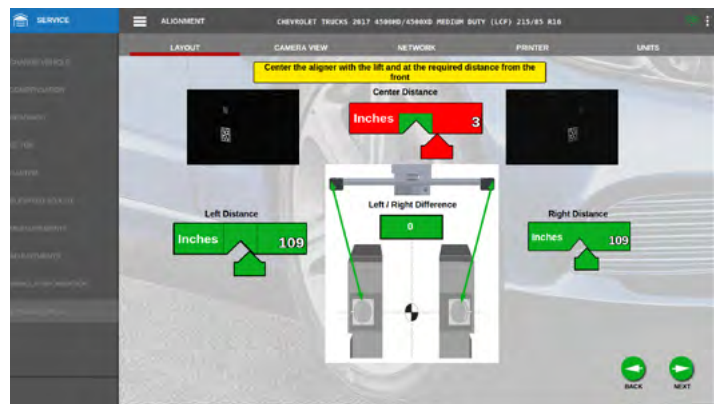 SERVICE
ALIGNMENT
CHEVROLET TRUCKS 2017 4500HD/4500XD MEDIUM DUTY (LCF) 215/85 R16
LAYOUT
CAMERA VIEW
NETWORK
PRINTER
UNITS
Center the aligner with the lift and at the required distance from the
front
Center Distance
Inches
3
Left Distance
Inches
109
Left / Right Difference
0
Right Distance
Inches
109
BACK
NEXT